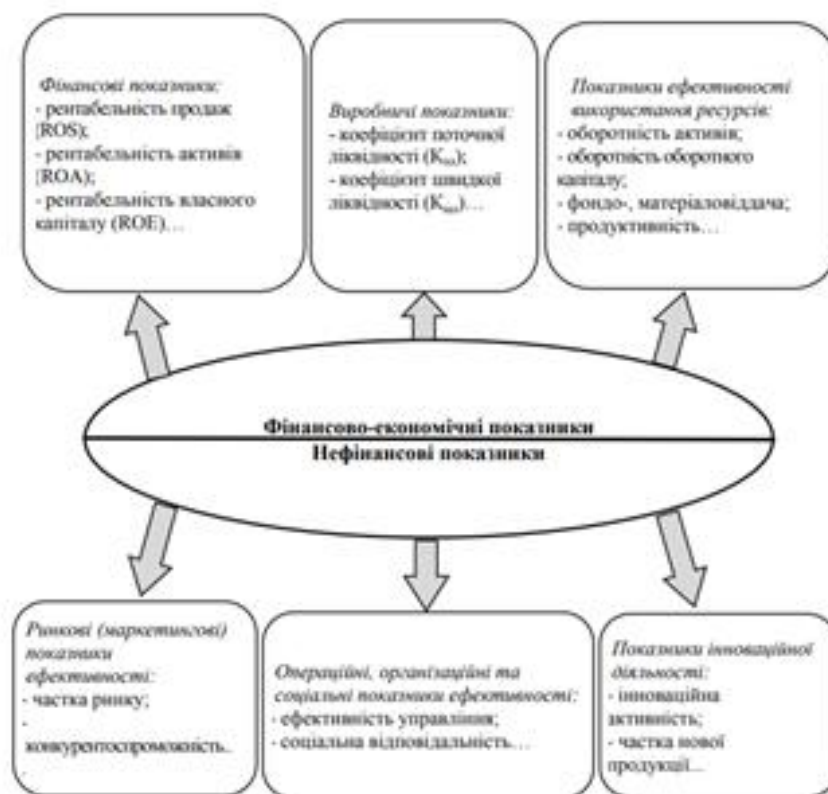 Фінансові показники:
- рентабельність продаж
(ROS);
- рентабельність активів
(ROA);
- рентабельність власного
капіталу (ROE)…
Виробничі показники:
- коефіцієнт поточної
ліквідності (К
- коефіцієнт швидкої
ліквідності (К
Показники ефективності
використання ресурсів:
- оборотність активів;
- оборотність оборотного
капіталу;
- фондо-, матеріаловіддача;
- продуктивність…
Фінансово-економічні показники
Нефінансові показники
Ринкові (маркетингові)
показники
ефективності:
- частка ринку;
-
конкурентоспроможність..
Операційні, організаційні та
соціальні показники ефективності:
- ефективність управління;
- соціальна відповідальність…
Показники інноваційної
діяльності:
- інноваційна
активність;
- частка нової
продукції...